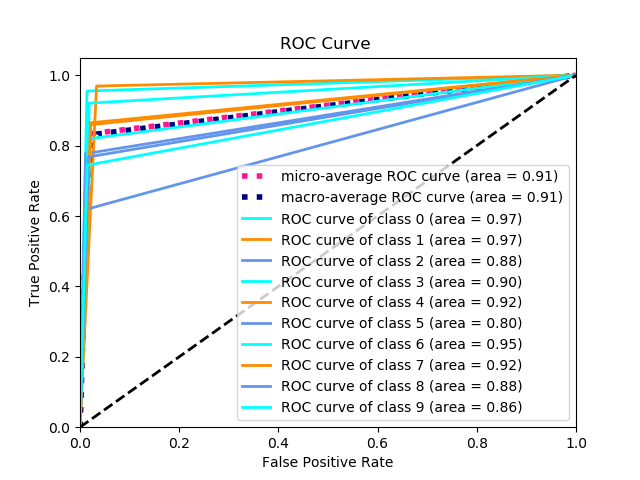 ROC Curve
1.0
0.8
0.6
0.4
0.2
0.0
True Positive Rate
micro-average ROC curve (area = 0.91)
macro-average ROC curve (area = 0.91)
ROC curve of class 0 (area = 0.97)
ROC curve of class 1 (area = 0.97)
ROC curve of class 2 (area = 0.88)
ROC curve of class 3 (area = 0.90)
ROC curve of class 4 (area = 0.92)
ROC curve of class 5 (area = 0.80)
ROC curve of class 6 (area = 0.95)
ROC curve of class 7 (area = 0.92)
ROC curve of class 8 (area = 0.88)
ROC curve of class 9 (area = 0.86)
0.0 0.2 0.4 0.6 0.8 1.0
False Positive Rate